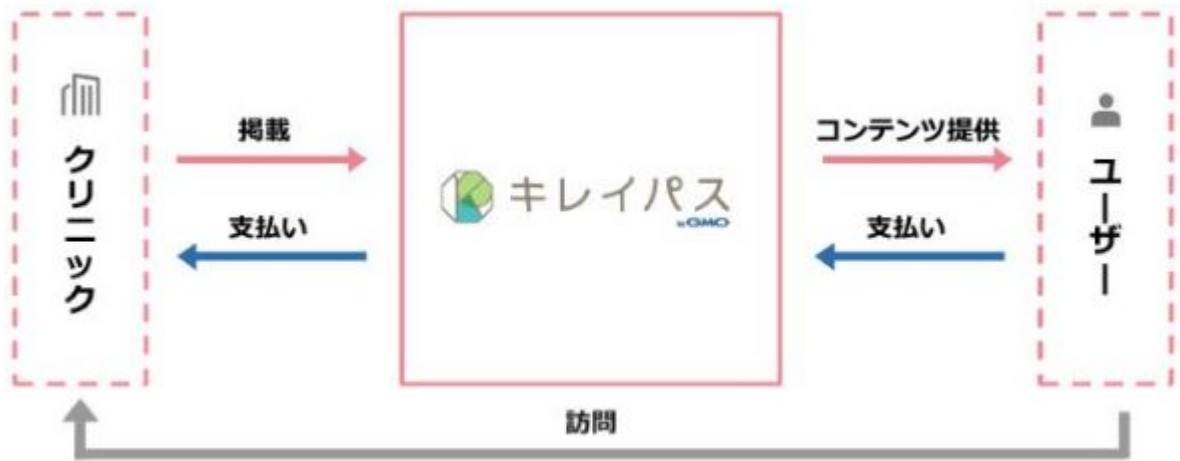 クリニック
掲載
支払い
キレイパス
by GMO
コンテンツ提供
支払い
ユーザー
訪問